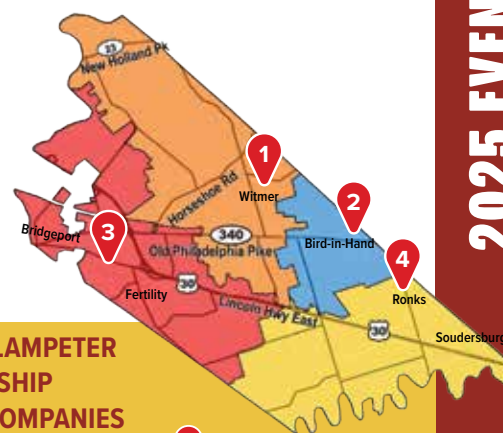 23
New Holland Pk
1
Witmer
Horseshoe Rd
2
Bird-in-Hand
340
Old Philadelphia Pike
Bridgeport
3
4
Ronks
30
Fertility
Lincoln Hwy East
30
Soudersburg
LAMPETER
SHIP
OMPANIES
2025 EVEN